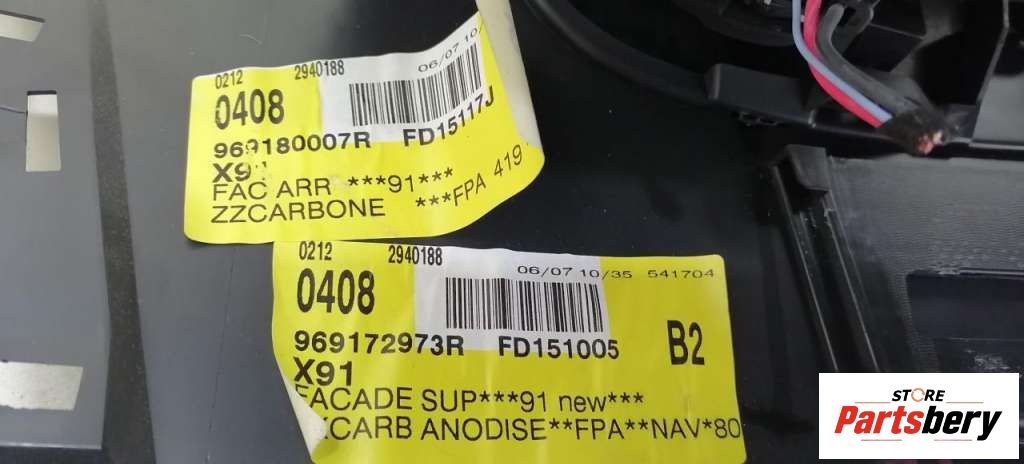 0212 2940188
0408 06/07 10/
969180007R FD15117J
X9
FAC ARR ***91***
ZZCARBONE ***FPA 419
0212 2940188
0408 06/07 10/35 541704
969172973R FD151005 B2
X91
FACADE SUP***91 new***
CARB ANODISE**FPA**NAV*80
STORE
Partsbery